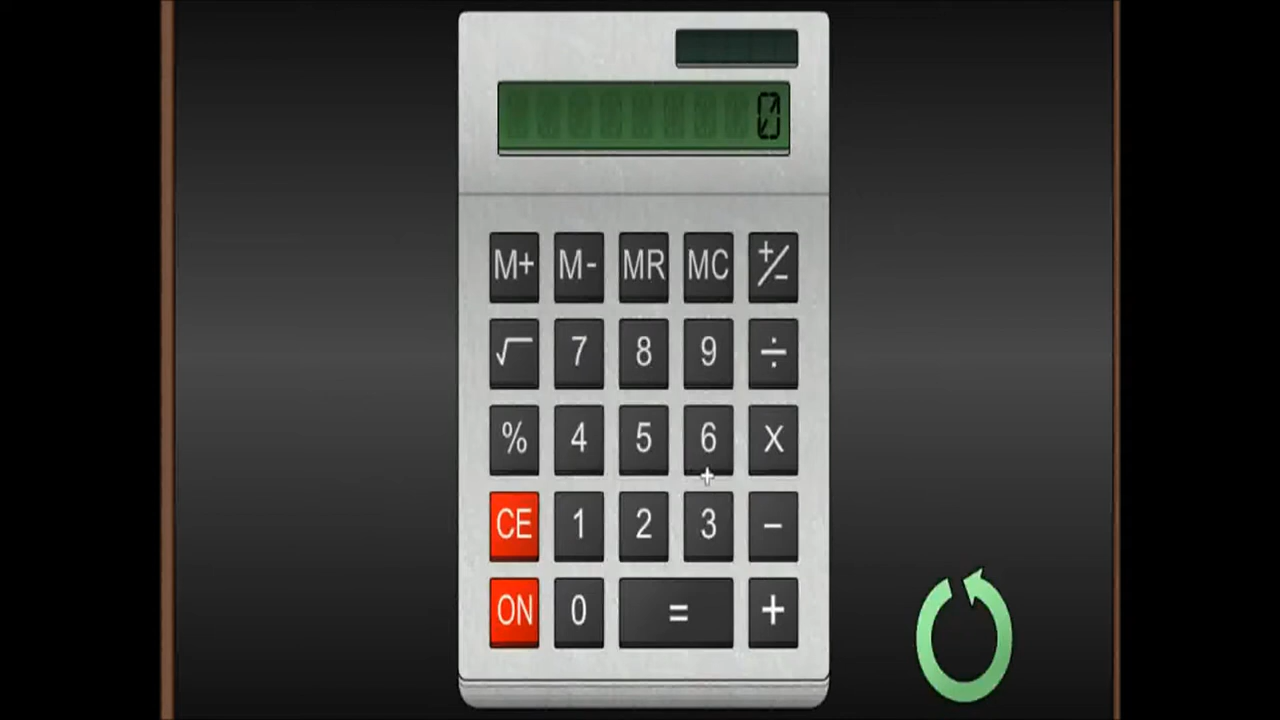 0
M+ M- MR MC +/-
√ 7 8 9 ÷
% 4 5 6 X
CE 1 2 3 −
ON 0 = +